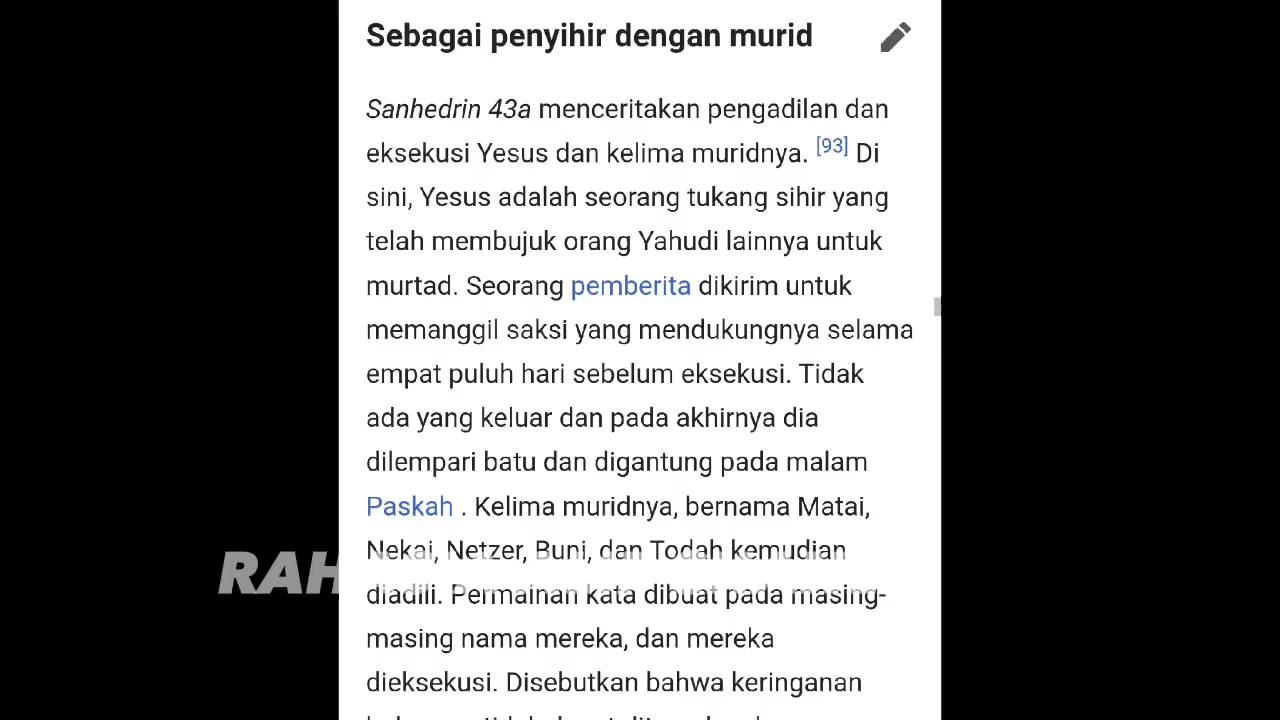 Sebagai penyihir dengan murid
Sanhedrin 43a menceritakan pengadilan dan
eksekusi Yesus dan kelima muridnya. [93] Di
sini, Yesus adalah seorang tukang sihir yang
telah membujuk orang Yahudi lainnya untuk
murtad. Seorang pemberita dikirim untuk
memanggil saksi yang mendukungnya selama
empat puluh hari sebelum eksekusi. Tidak
ada yang keluar dan pada akhirnya dia
dilempari batu dan digantung pada malam
Paskah . Kelima muridnya, bernama Matai,
Nekai, Netzer, Buni, dan Todah kemudian
RAH
diadili. Permainan kata dibuat pada masing-
masing nama mereka, dan mereka
dieksekusi. Disebutkan bahwa keringanan